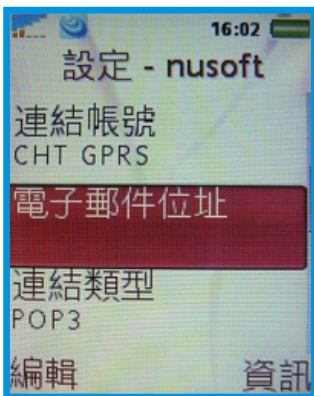 16:02
設定 - nusoft
連結帳號
CHT GPRS
電子郵件位址
連結類型
POP3
編輯 資訊